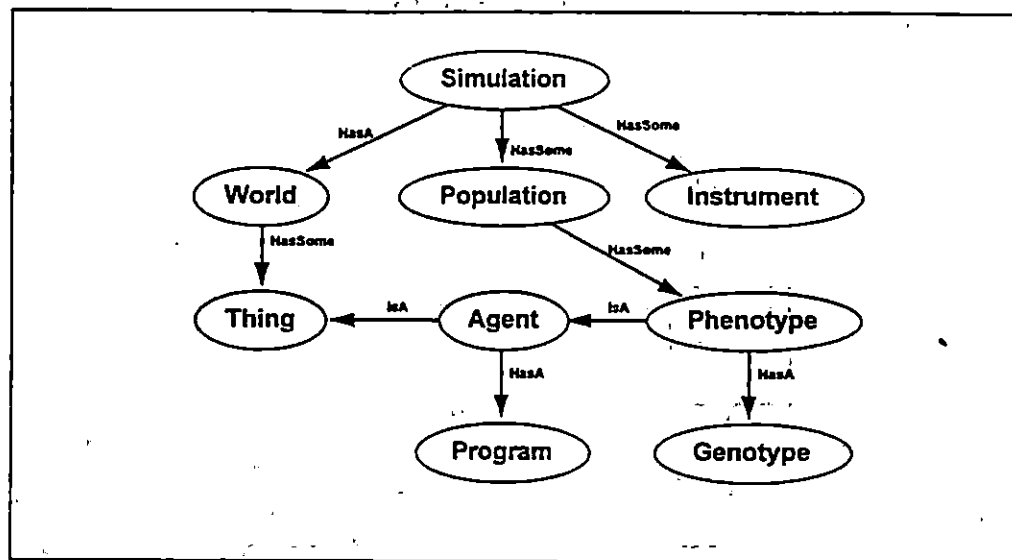 Simulation
HasA
HasSome
HasSome
World
Population
Instrument
HasSome
HasSome
Thing
IsA
Agent
IsA
Phenotype
HasA
HasA
Program
Genotype